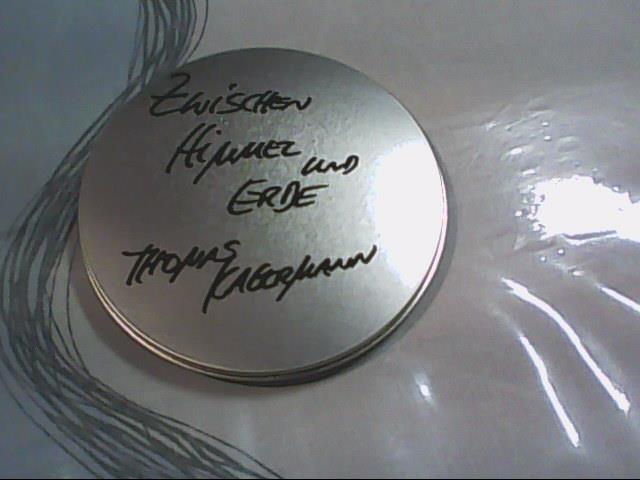 ZWISCHEN
HIMMEL UND
ERDE
THOMAS
KAGERMANN